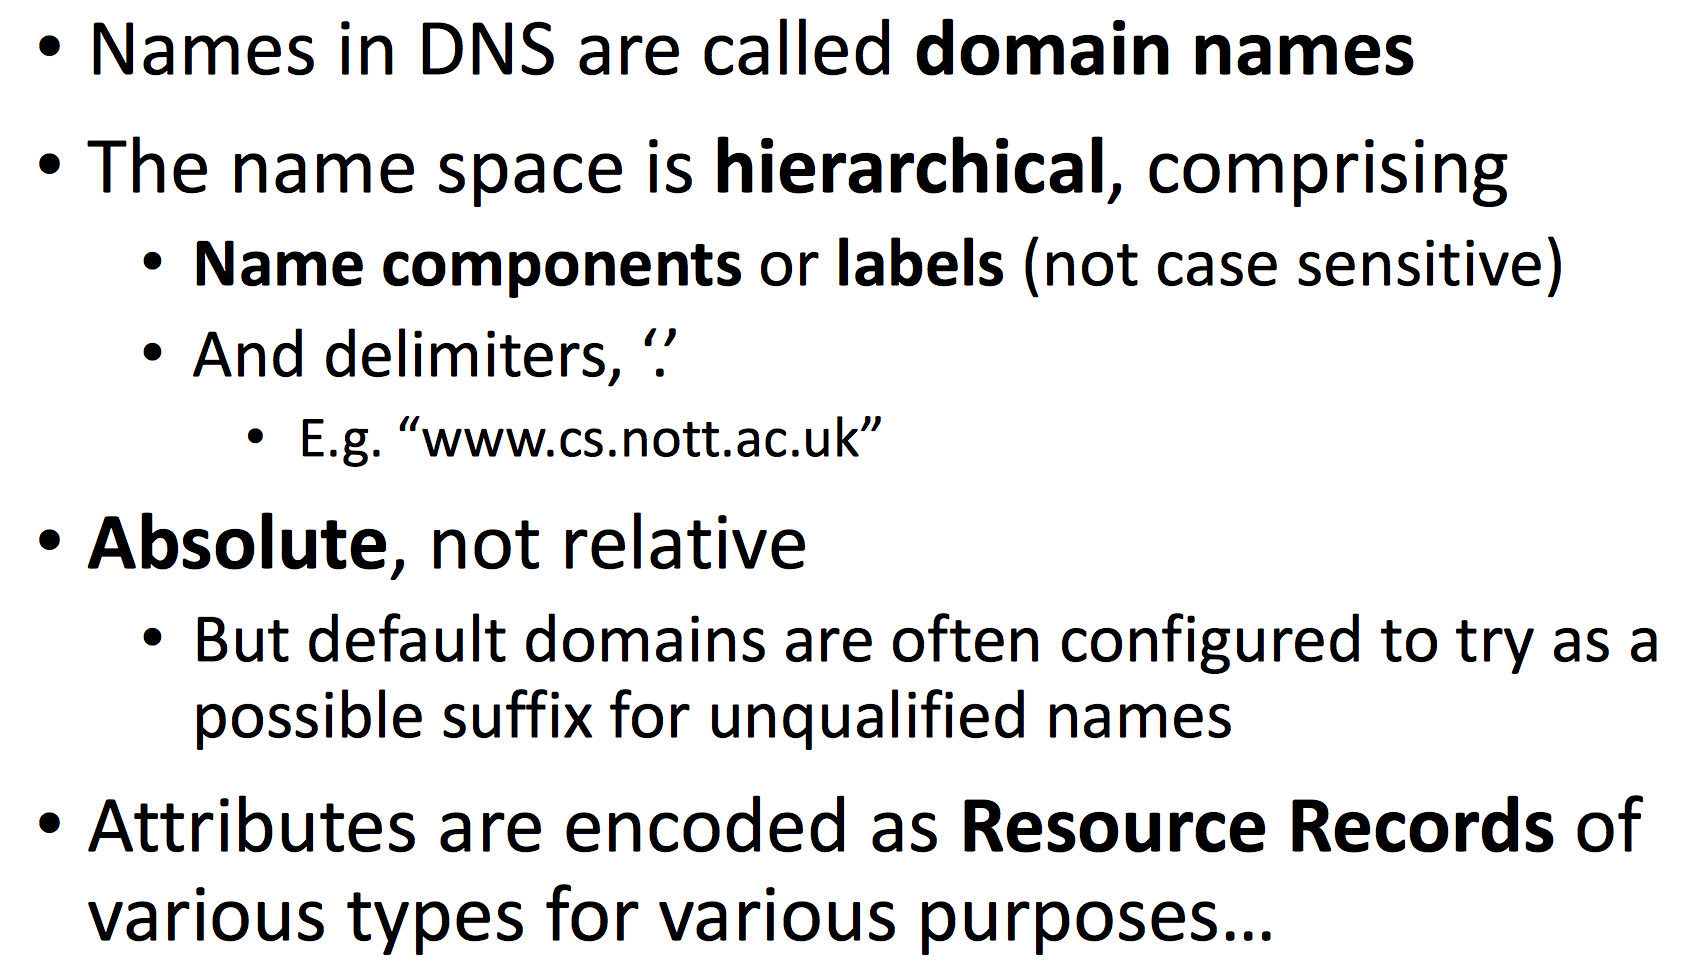 • Names in DNS are called domain names
• The name space is hierarchical, comprising
• Name components or labels (not case sensitive)
• And delimiters, ‘.’
• E.g. “www.cs.nott.ac.uk”
• Absolute, not relative
• But default domains are often configured to try as a
possible suffix for unqualified names
• Attributes are encoded as Resource Records of
various types for various purposes...